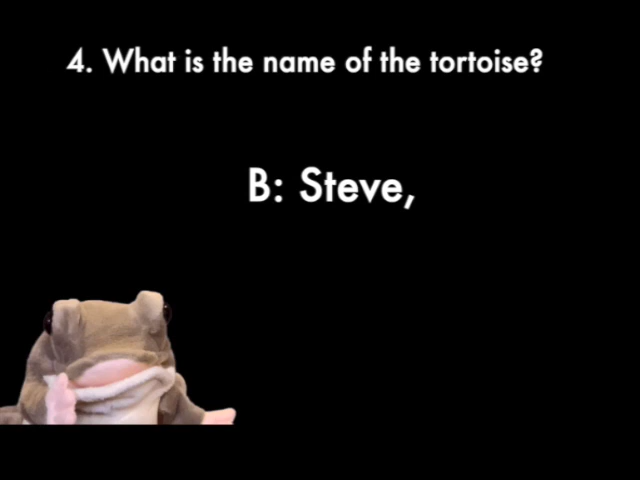 4. What is the name of the tortoise?
B: Steve,